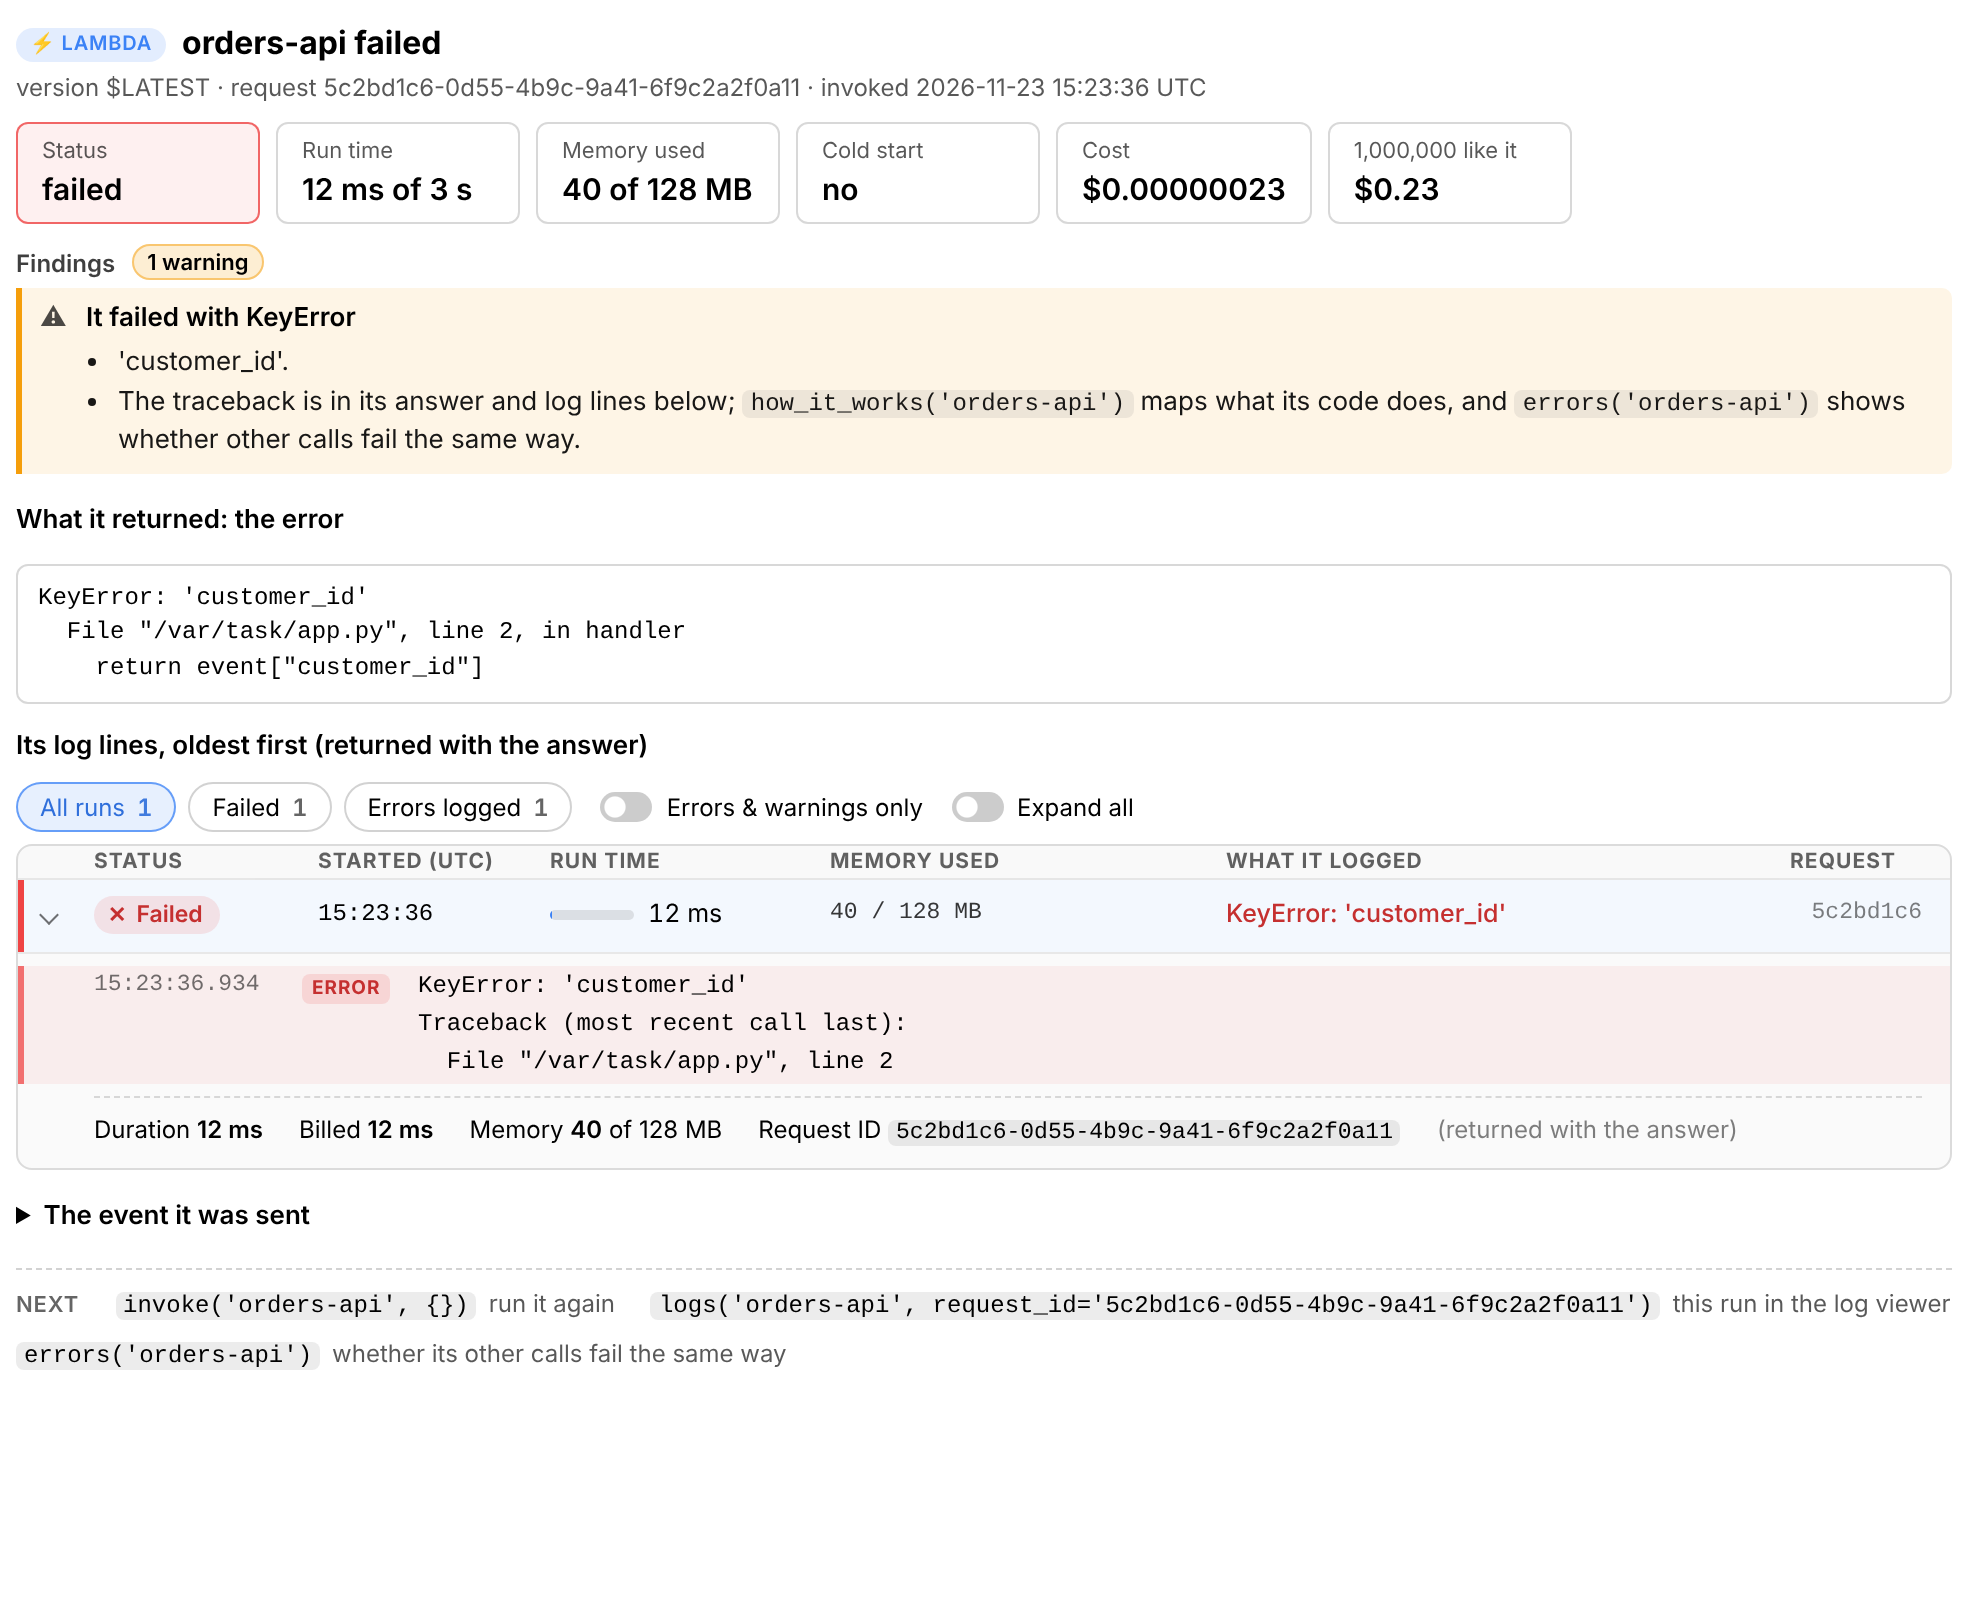 ⚡ LAMBDA orders-api failed
version $LATEST · request 5c2bd1c6-0d55-4b9c-9a41-6f9c2a2f0a11 · invoked 2026-11-23 15:23:36 UTC
Status
failed
Run time
12 ms of 3 s
Memory used
40 of 128 MB
Cold start
no
Cost
$0.00000023
1,000,000 like it
$0.23
Findings 1 warning
It failed with KeyError
• 'customer_id'.
• The traceback is in its answer and log lines below; how_it_works('orders-api') maps what its code does, and errors('orders-api') shows
whether other calls fail the same way.
What it returned: the error
KeyError: 'customer_id'
  File "/var/task/app.py", line 2, in handler
    return event["customer_id"]
Its log lines, oldest first (returned with the answer)
All runs 1 Failed 1 Errors logged 1 Errors & warnings only Expand all
STATUS STARTED (UTC) RUN TIME MEMORY USED WHAT IT LOGGED REQUEST
✕ Failed 15:23:36 12 ms 40 / 128 MB KeyError: 'customer_id' 5c2bd1c6
15:23:36.934 ERROR KeyError: 'customer_id'
Traceback (most recent call last):
  File "/var/task/app.py", line 2
Duration 12 ms Billed 12 ms Memory 40 of 128 MB Request ID 5c2bd1c6-0d55-4b9c-9a41-6f9c2a2f0a11 (returned with the answer)
▶ The event it was sent
NEXT invoke('orders-api', {}) run it again logs('orders-api', request_id='5c2bd1c6-0d55-4b9c-9a41-6f9c2a2f0a11') this run in the log viewer
errors('orders-api') whether its other calls fail the same way